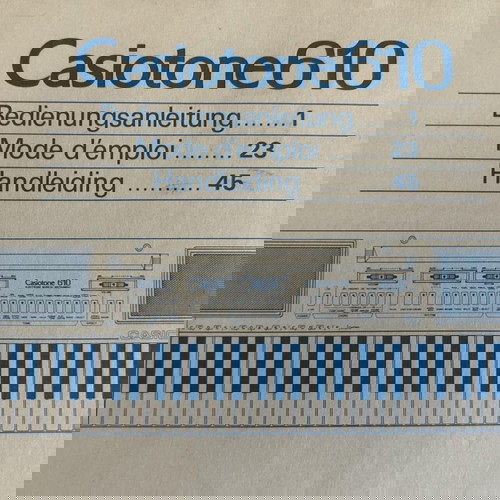 Casiotone 610
Bedienungsanleitung....... 1
Mode d'emploi ........ 23
Handleiding ........... 45
Casiotone 610
CASIO